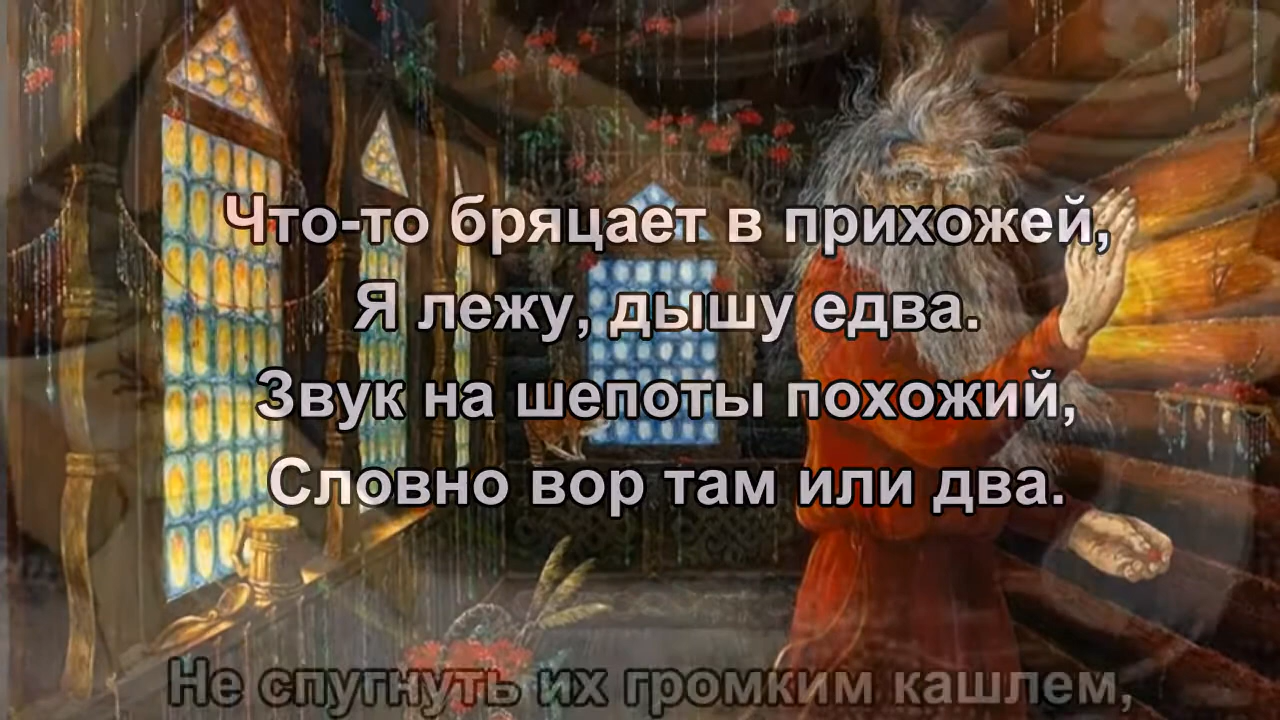 Что-то бряцает в прихожей,
Я лежу, дышу едва.
Звук на шепоты похожий,
Словно вор там или два.
Не спугнуть их громким кашлем,